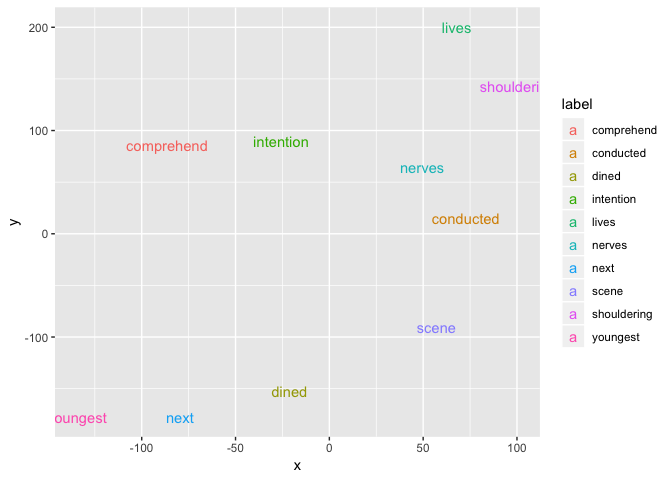 200
lives
shoulderi
label
a comprehend
a conducted
a dined
a intention
a lives
a nerves
a next
a scene
a shouldering
a youngest
100
comprehend
intention
nerves
conducted
0
y
scene
-100
dined
oungest
next
-100 -50 0 50 100
x